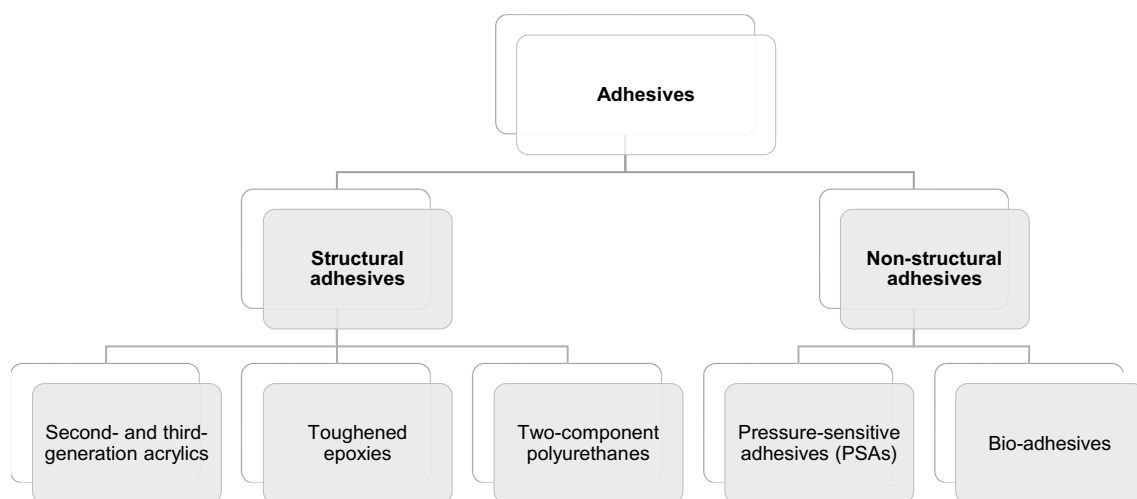 Adhesives
Structural
adhesives
Non-structural
adhesives
Second- and third-
generation acrylics
Toughened
epoxies
Two-component
polyurethanes
Pressure-sensitive
adhesives (PSAs)
Bio-adhesives